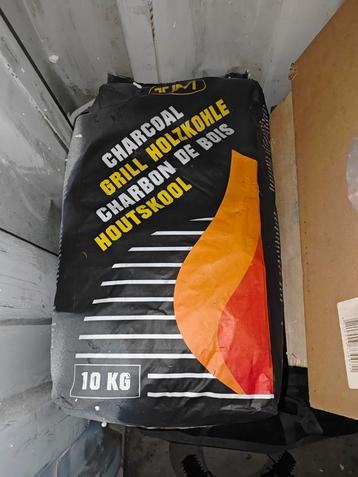 CHARCOAL
GRILL HOLZKOHLE
CHARBON DE BOIS
HOUTSKOOL
10 KG